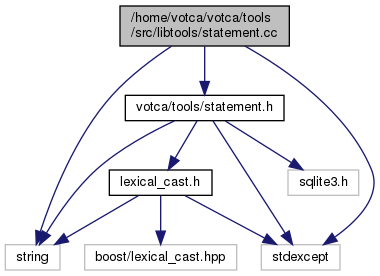 /home/votca/votca/tools
/src/libtools/statement.cc
votca/tools/statement.h
lexical_cast.h
sqlite3.h
string
boost/lexical_cast.hpp
stdexcept